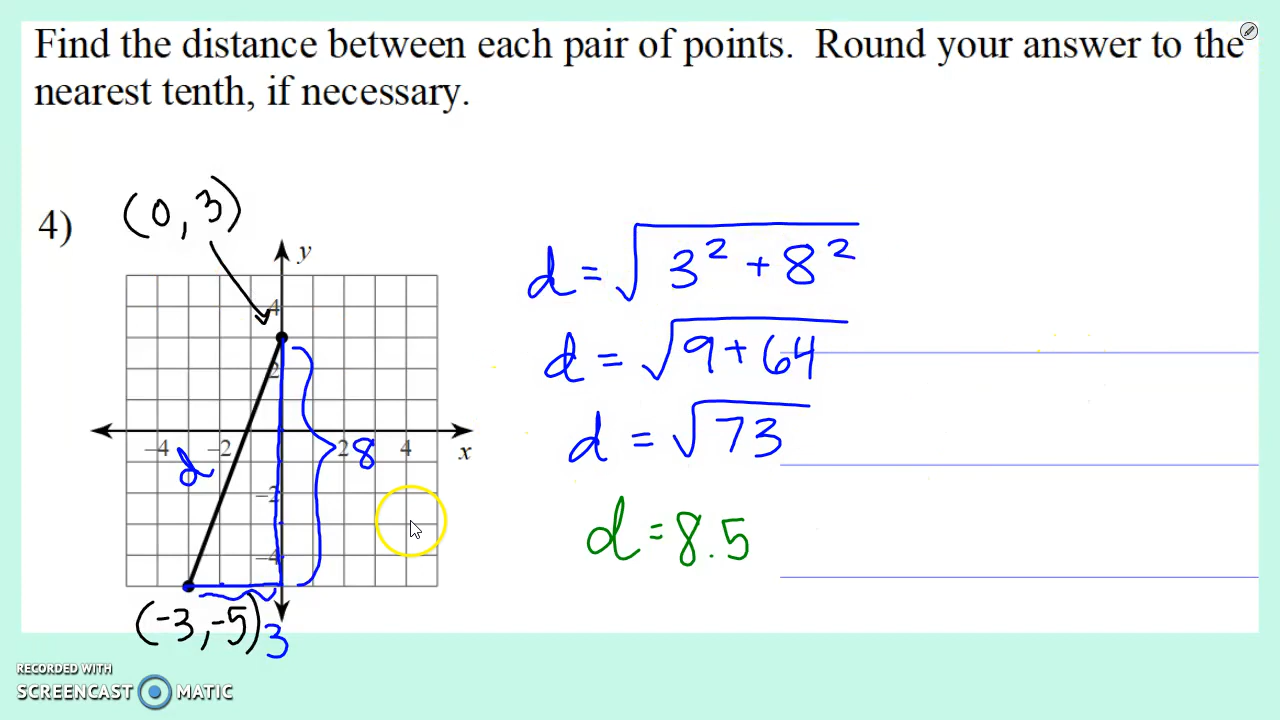 Find the distance between each pair of points. Round your answer to the
nearest tenth, if necessary.
4)
(0, 3)
y
4
2
-4 -2 2 4 x
-2
-4
d
8
(-3, -5)
3
d = √3² + 8²
d = √9 + 64
d = √73
d = 8.5
RECORDED WITH
SCREENCAST MATIC